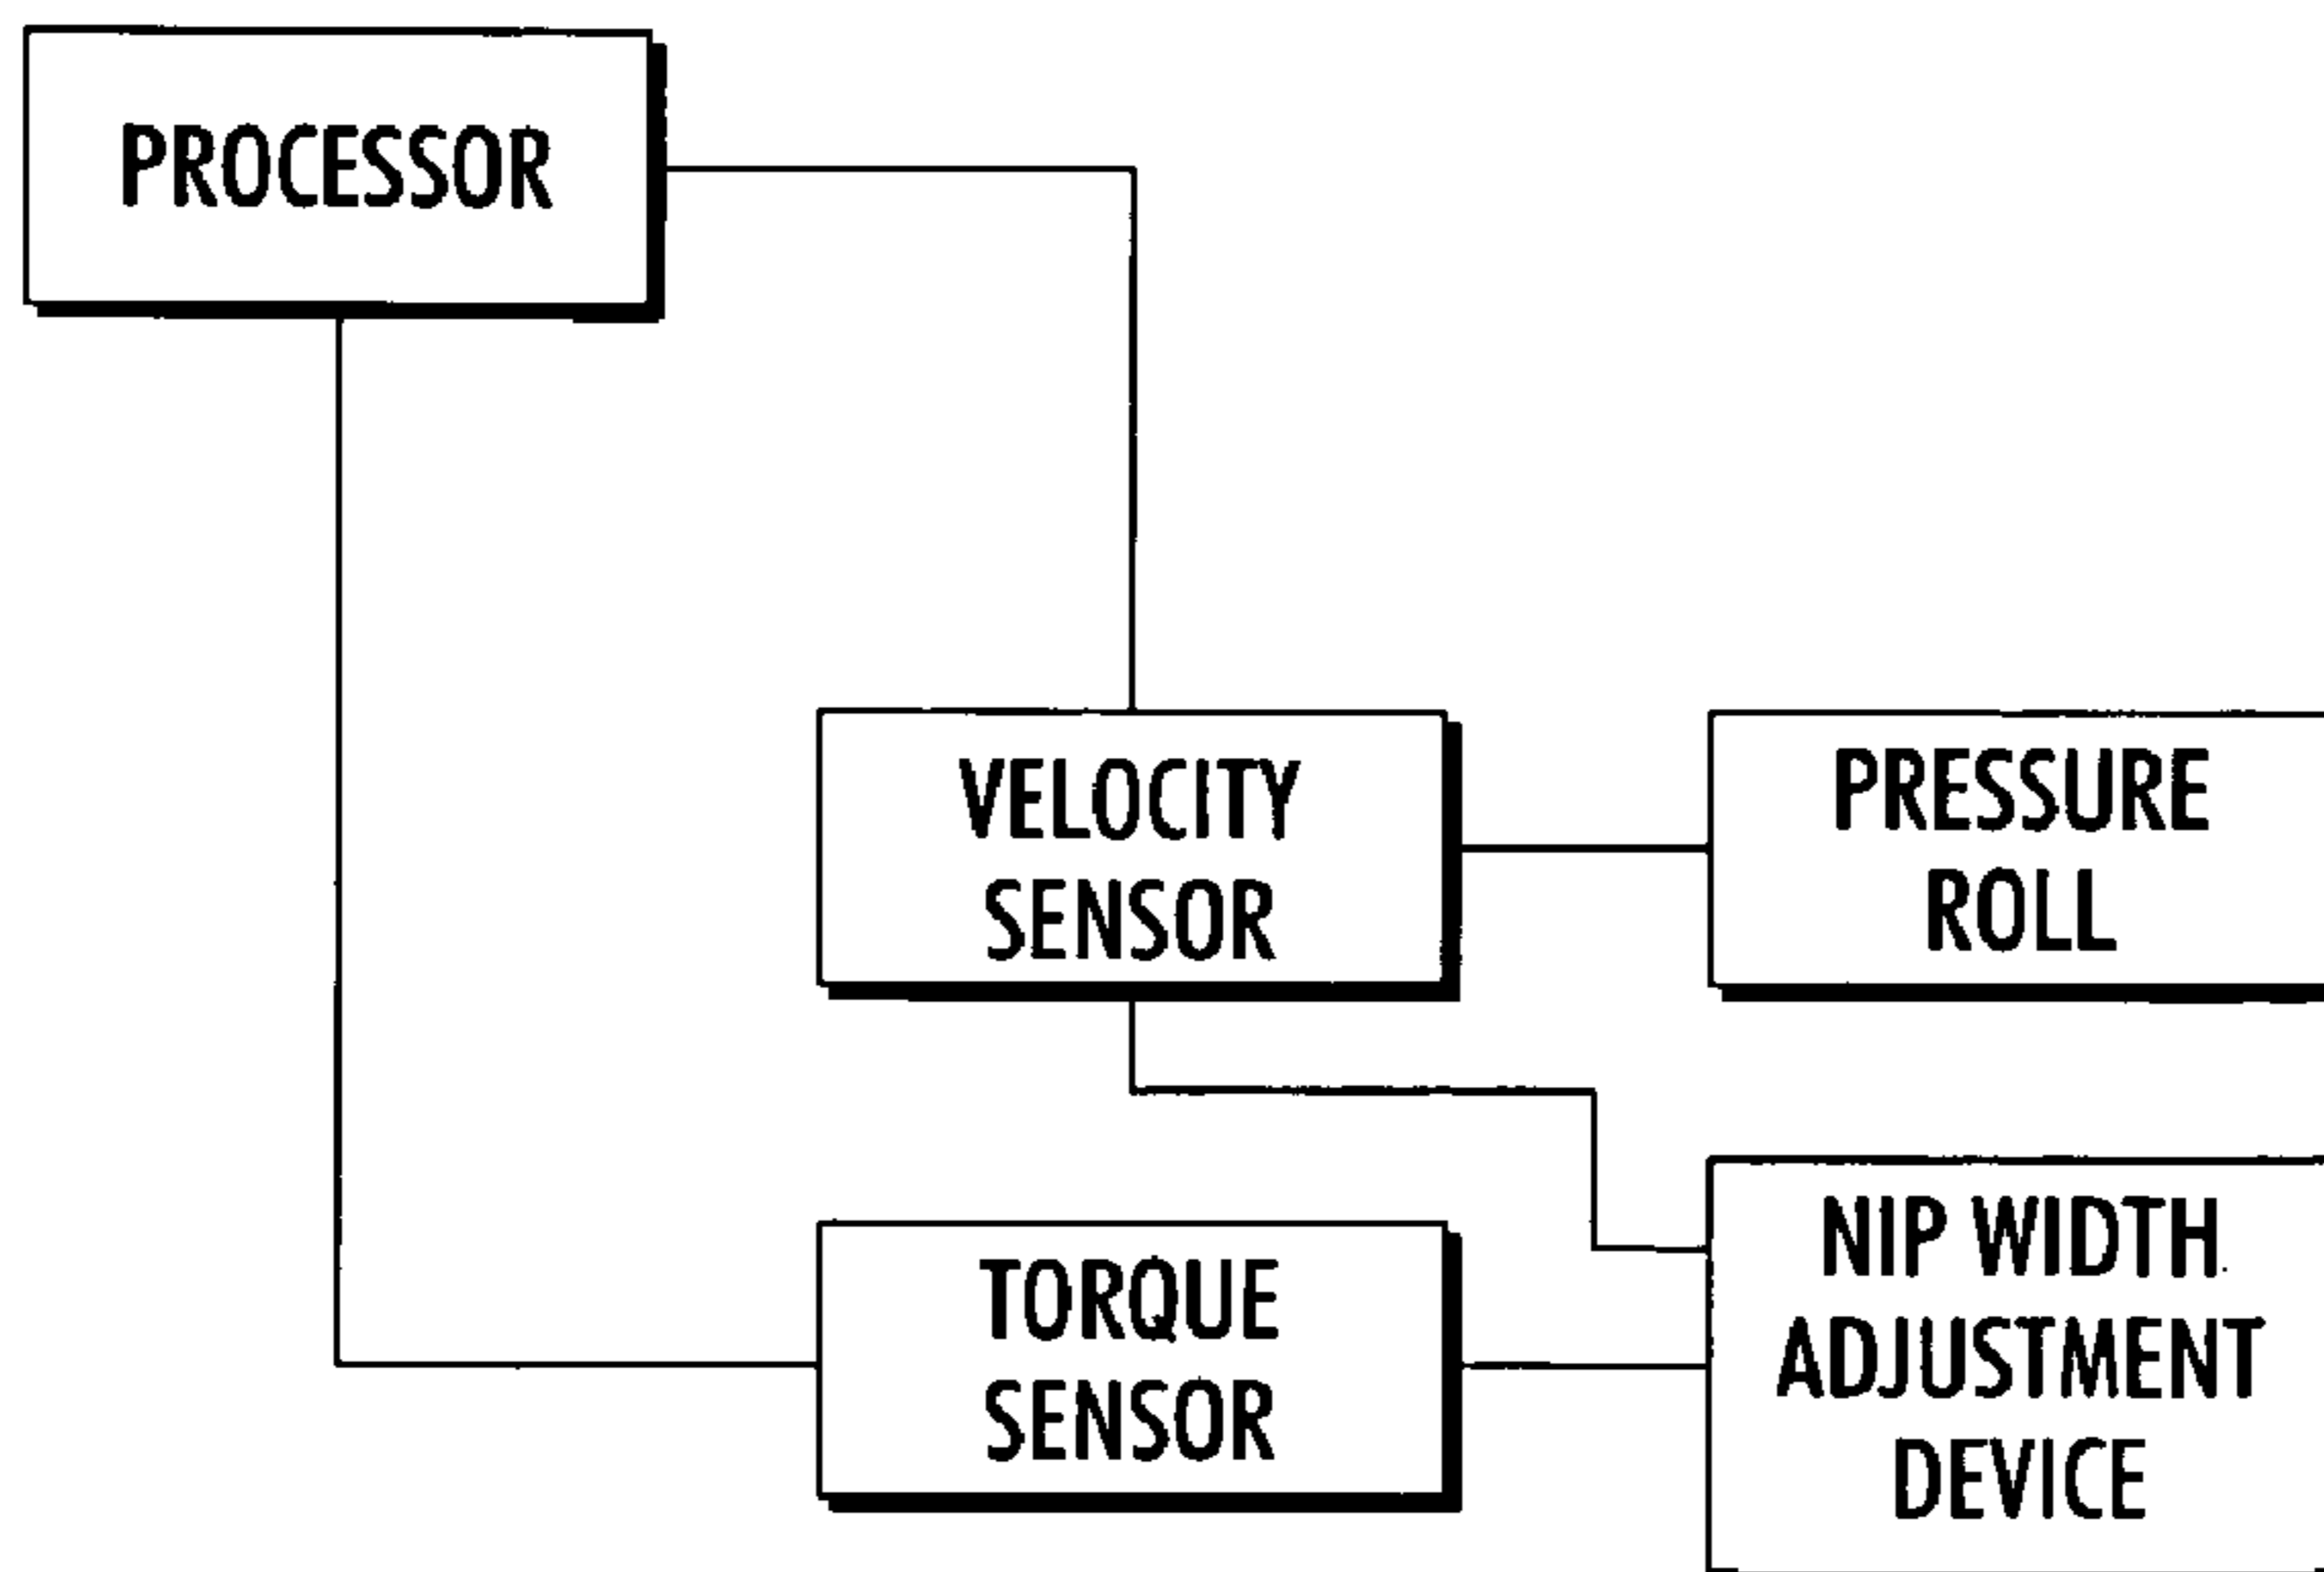 PROCESSOR
VELOCITY
SENSOR
PRESSURE
ROLL
TORQUE
SENSOR
NIP WIDTH
ADJUSTMENT
DEVICE